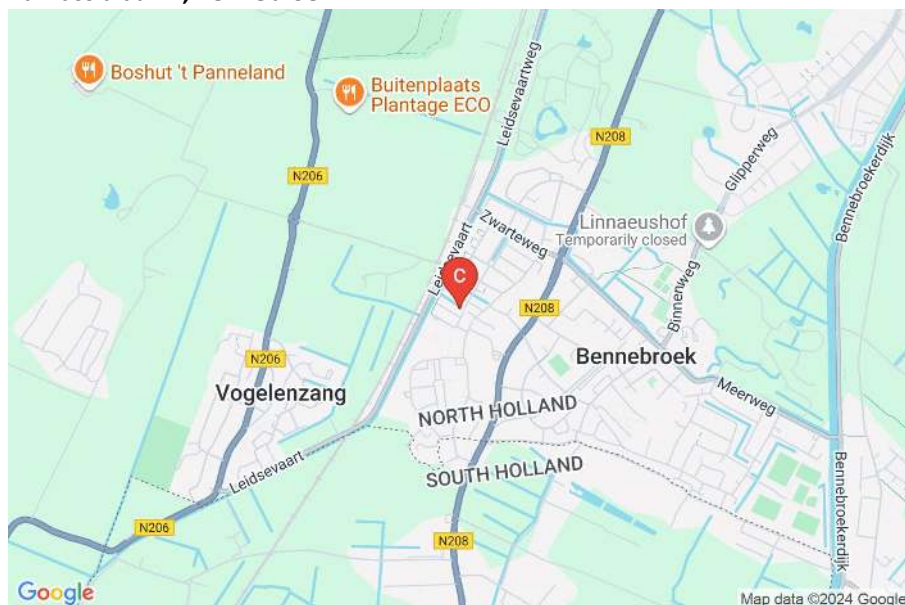 Boshut 't Panneland
Buitenplaats
Plantage ECO
Leidsevaartweg
N208
Glipperweg
Bennebroekerdijk
N206
Zwarteweg
Linnaeushof
Temporarily closed
Leidsevaart
C
Binnenweg
N208
N206
Bennebroek
Vogelenzang
Meerweg
NORTH HOLLAND
SOUTH HOLLAND
Leidsevaart
Bennebroekerdijk
N206
N208
Google
Map data ©2024 Google